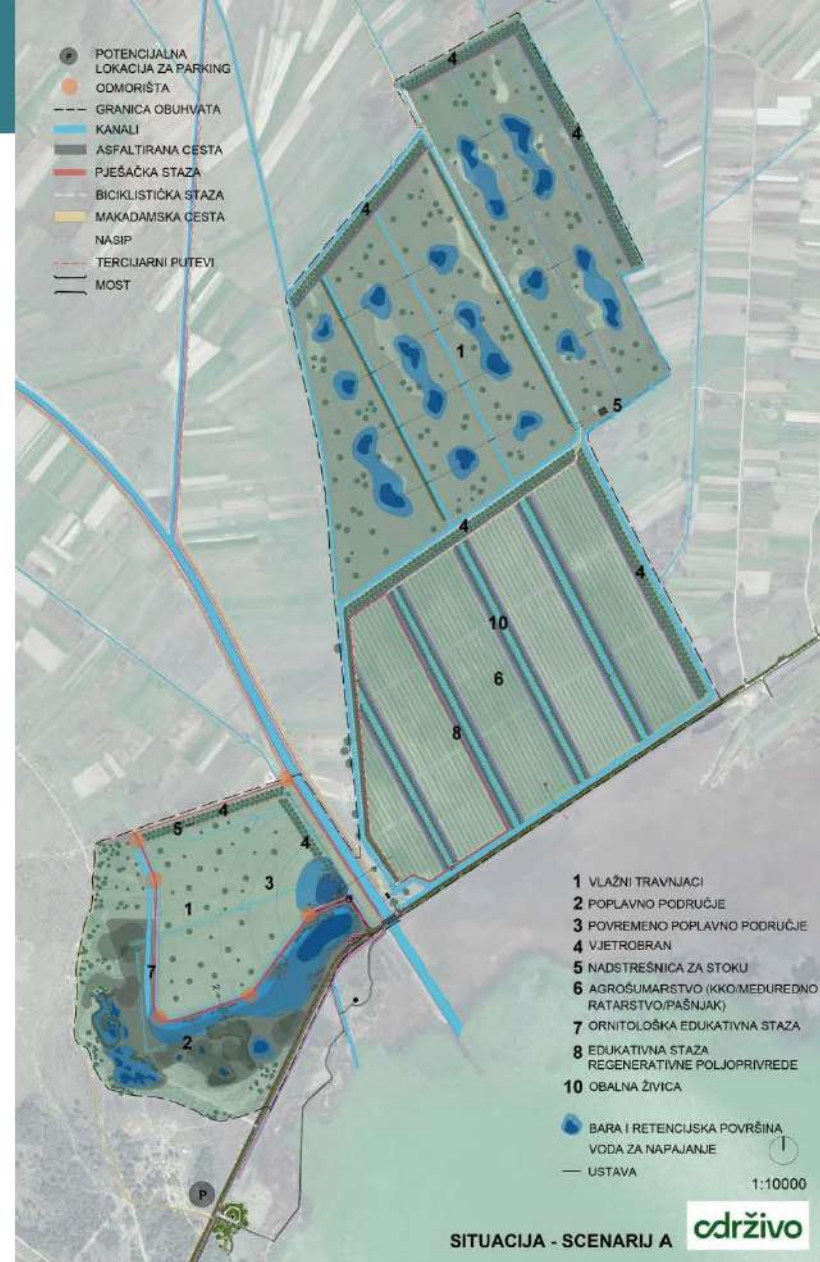 P
POTENCIJALNA
LOKACIJA ZA PARKING
ODMORIŠTA
GRANICA OBUHVATA
KANALI
ASFALTIRANA CESTA
PJEŠAČKA STAZA
BICIKLISTIČKA STAZA
MAKADAMSKA CESTA
NASIP
TERCIJARNI PUTEVI
MOST
4
4
4
1
5
4
4
10
6
8
4
5
4
3
1
7
2
P
1 VLAŽNI TRAVNJACI
2 POPLAVNO PODRUČJE
3 POVREMENO POPLAVNO PODRUČJE
4 VJETROBRAN
5 NADSTREŠNICA ZA STOKU
6 AGROŠUMARSTVO (KKO/MEĐUREDNO
RATARSTVO/PAŠNJAK)
7 ORNITOLOŠKA EDUKATIVNA STAZA
8 EDUKATIVNA STAZA
REGENERATIVNE POLJOPRIVREDE
10 OBALNA ŽIVICA
BARA I RETENCIJSKA POVRŠINA
VODA ZA NAPAJANJE
USTAVA
1:10000
SITUACIJA - SCENARIJ A
održivo